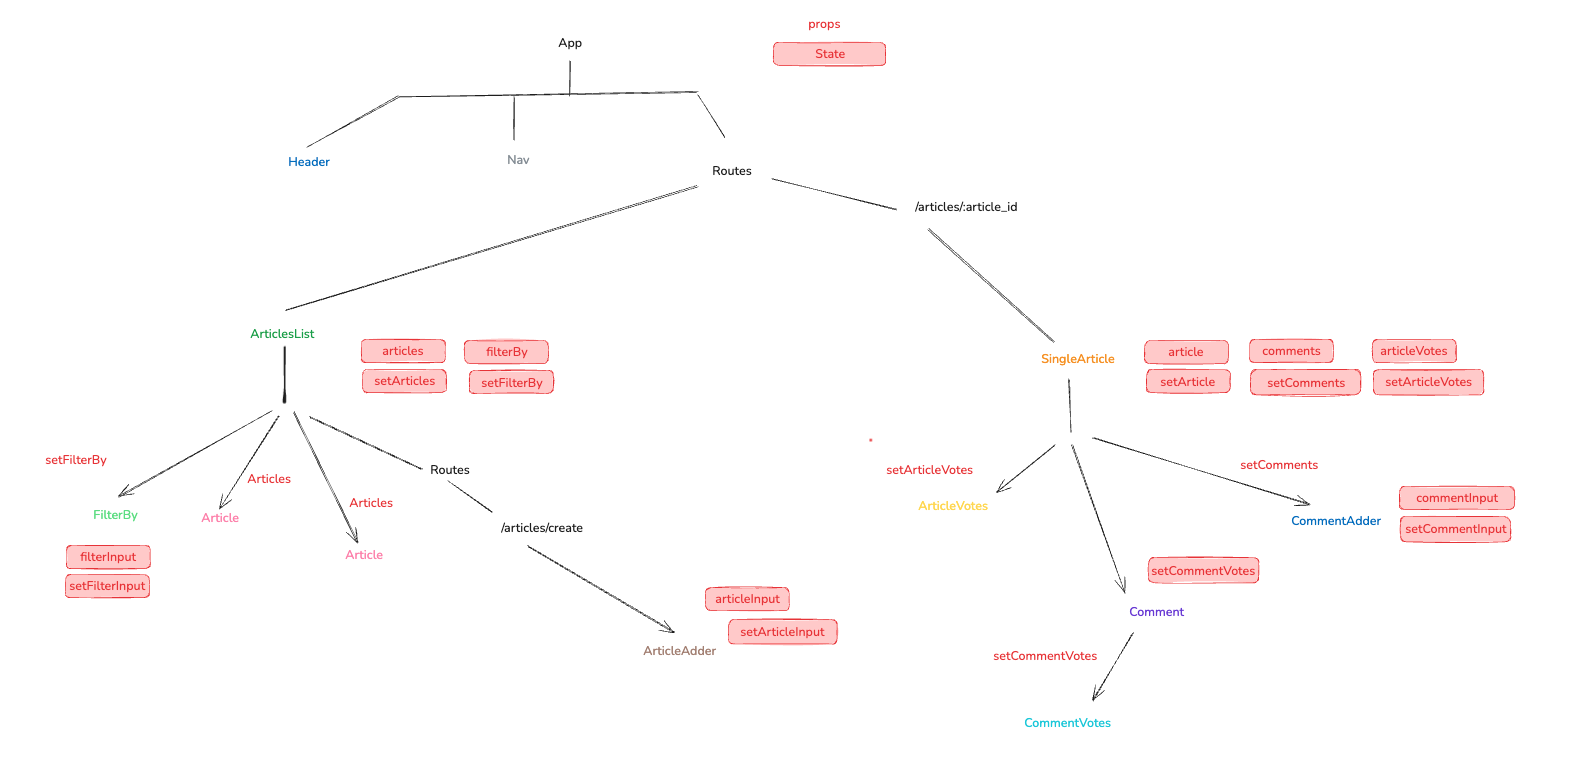 props
State
App
Header
Nav
Routes
/articles/:article_id
ArticlesList
articles
filterBy
setArticles
setFilterBy
SingleArticle
article
comments
articleVotes
setArticle
setComments
setArticleVotes
setFilterBy
Articles
Articles
Routes
FilterBy
Article
Article
/articles/create
filterInput
setFilterInput
articleInput
setArticleInput
ArticleAdder
setArticleVotes
ArticleVotes
setComments
CommentAdder
commentInput
setCommentInput
setCommentVotes
Comment
setCommentVotes
CommentVotes